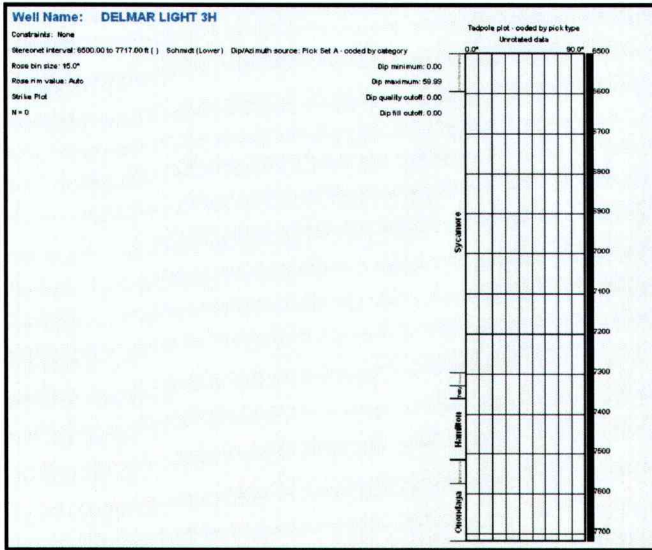 Well Name: DELMAR LIGHT 3H
Constraints: None
Stereonet interval: 6500.00 to 7717.00 ft ( ) Schmidt (Lower) Dip/Azimuth source: Pick Set A - coded by category
Rose bin size: 15.0°
Rose rim value: Auto
Strike Plot
N = 0
Dip minimum: 0.00
Dip maximum: 59.99
Dip quality cutoff: 0.00
Dip fill cutoff: 0.00
Tadpole plot - coded by pick type
Unrotated data
0.0° 90.0°
6500
6600
6700
6800
6900
7000
7100
7200
7300
7400
7500
7600
7700
Sycamore
Hamilton
Onondaga